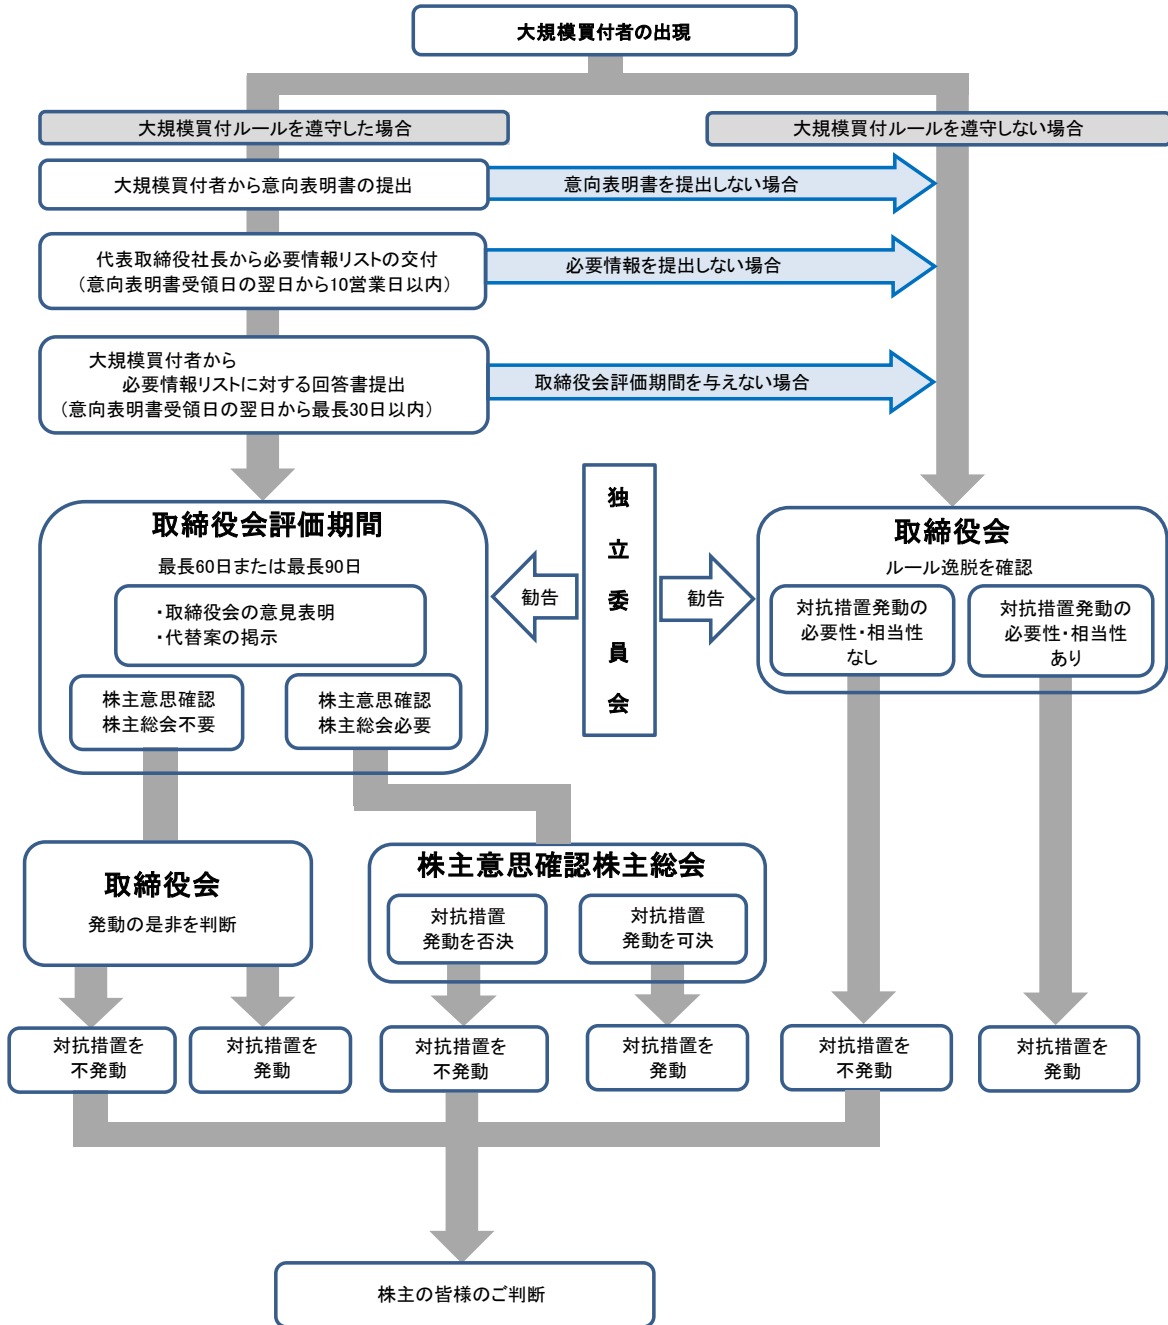 大規模買付者の出現
大規模買付ルールを遵守した場合
大規模買付ルールを遵守しない場合
大規模買付者から意向表明書の提出
意向表明書を提出しない場合
代表取締役社長から必要情報リストの交付
（意向表明書受領日の翌日から10営業日以内）
必要情報を提出しない場合
大規模買付者から
必要情報リストに対する回答書提出
（意向表明書受領日の翌日から最長30日以内）
取締役会評価期間を与えない場合
取締役会評価期間
最長60日または最長90日
・取締役会の意見表明
・代替案の掲示
株主意思確認
株主総会不要
株主意思確認
株主総会必要
勧告
独
立
委
員
会
勧告
取締役会
ルール逸脱を確認
対抗措置発動の
必要性・相当性
なし
対抗措置発動の
必要性・相当性
あり
取締役会
発動の是非を判断
株主意思確認株主総会
対抗措置
発動を否決
対抗措置
発動を可決
対抗措置を
不発動
対抗措置を
発動
対抗措置を
不発動
対抗措置を
発動
対抗措置を
不発動
対抗措置を
発動
株主の皆様のご判断